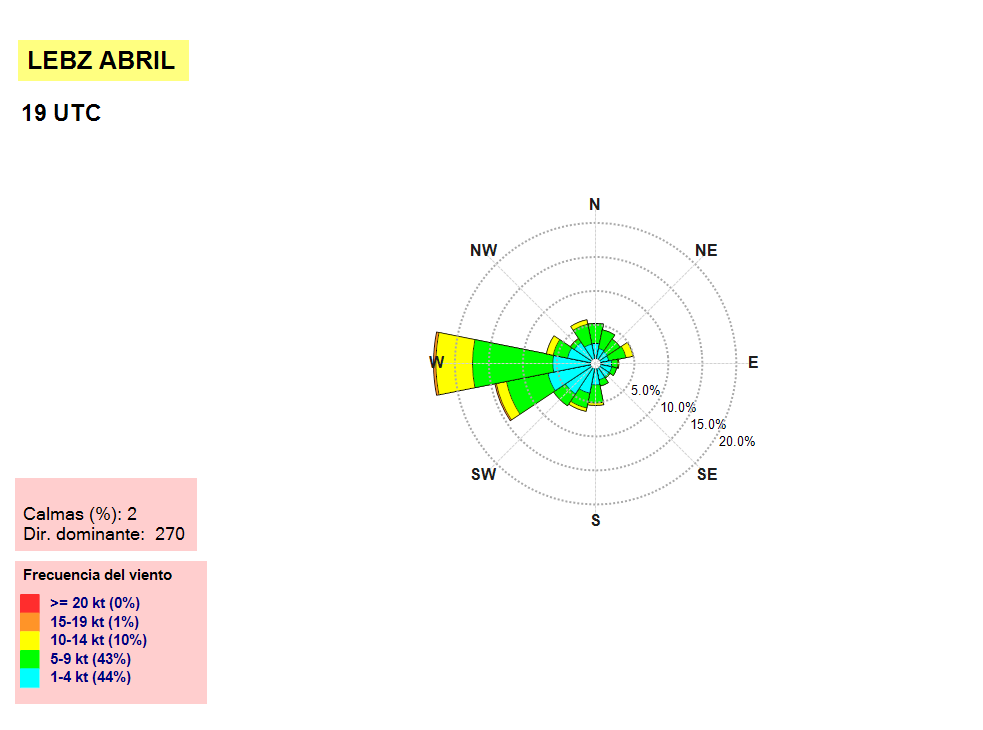 LEBZ ABRIL
19 UTC
N
NW
NE
W
E
5.0%
10.0%
15.0%
20.0%
SW
SE
S
Calmas (%): 2
Dir. dominante: 270
Frecuencia del viento
>= 20 kt (0%)
15-19 kt (1%)
10-14 kt (10%)
5-9 kt (43%)
1-4 kt (44%)